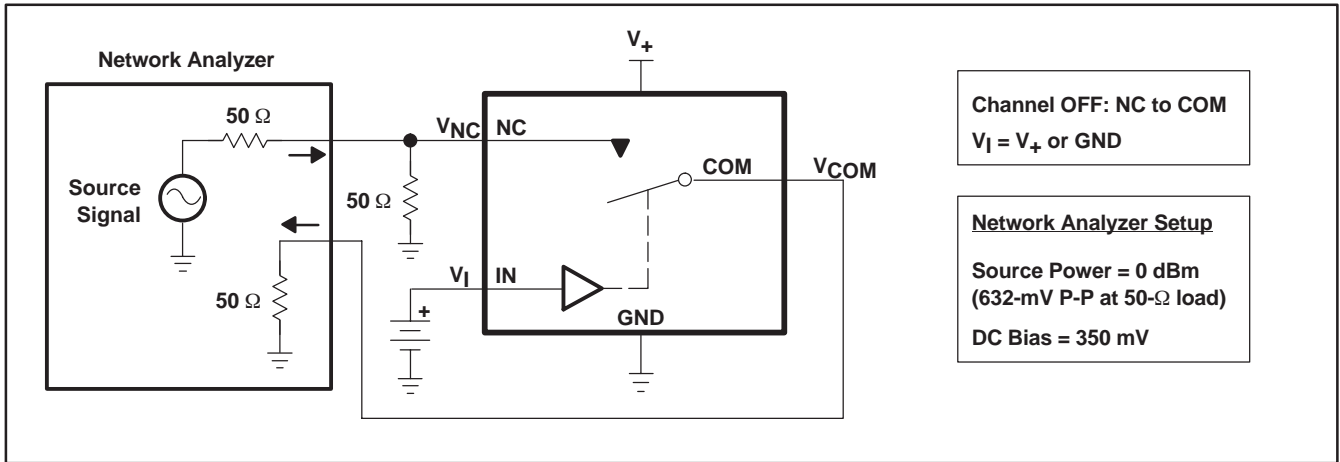 Network Analyzer
50 Ω
Source
Signal
50 Ω
50 Ω
V+
VNC NC
COM
VCOM
VI IN
+
GND
Channel OFF: NC to COM
VI = V+ or GND
Network Analyzer Setup
Source Power = 0 dBm
(632-mV P-P at 50-Ω load)
DC Bias = 350 mV